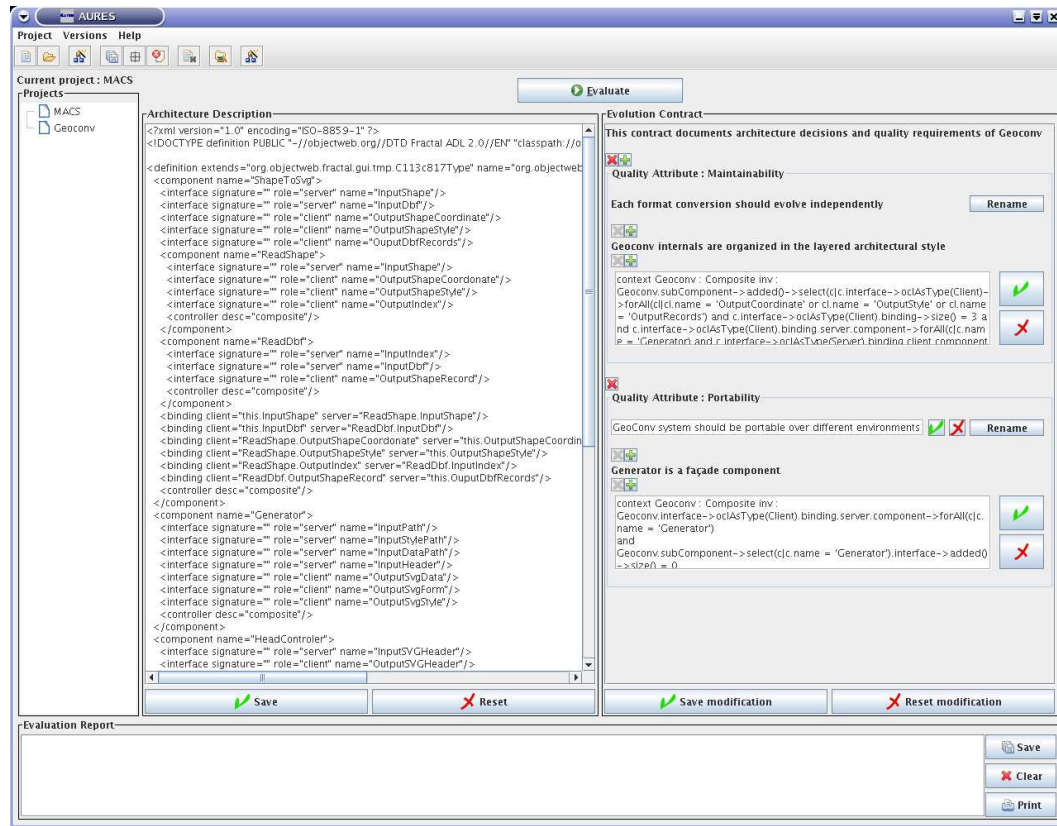 AURES
Project Versions Help
Current project : MACS
Projects
MACS
Geoconv
Evaluate
Architecture Description
<?xml version="1.0" encoding="ISO-8859-1" ?>
<!DOCTYPE definition PUBLIC "-//objectweb.org//DTD Fractal ADL 2.0//EN" "classpath://o
<definition extends="org.objectweb.fractal.gui.tmp.C113c817Type" name="org.objectweb
<component name="ShapeToSvg">
<interface signature="" role="server" name="InputShape"/>
<interface signature="" role="server" name="InputDbf"/>
<interface signature="" role="client" name="OutputShapeCoordinate"/>
<interface signature="" role="client" name="OutputShapeStyle"/>
<interface signature="" role="client" name="OuputDbfRecords"/>
<component name="ReadShape">
<interface signature="" role="server" name="InputShape"/>
<interface signature="" role="client" name="OutputShapeCoordonate"/>
<interface signature="" role="client" name="OutputShapeStyle"/>
<interface signature="" role="client" name="OutputIndex"/>
<controller desc="composite"/>
</component>
<component name="ReadDbf">
<interface signature="" role="server" name="InputIndex"/>
<interface signature="" role="server" name="InputDbf"/>
<interface signature="" role="client" name="OutputShapeRecord"/>
<controller desc="composite"/>
</component>
<binding client="this.InputShape" server="ReadShape.InputShape"/>
<binding client="this.InputDbf" server="ReadDbf.InputDbf"/>
<binding client="ReadShape.OutputShapeCoordonate" server="this.OutputShapeCoordin
<binding client="ReadShape.OutputShapeStyle" server="this.OutputShapeStyle"/>
<binding client="ReadShape.OutputIndex" server="ReadDbf.InputIndex"/>
<binding client="ReadDbf.OutputShapeRecord" server="this.OuputDbfRecords"/>
<controller desc="composite"/>
</component>
<component name="Generator">
<interface signature="" role="server" name="InputPath"/>
<interface signature="" role="server" name="InputStylePath"/>
<interface signature="" role="server" name="InputDataPath"/>
<interface signature="" role="server" name="InputHeader"/>
<interface signature="" role="client" name="OutputSvgData"/>
<interface signature="" role="client" name="OutputSvgForm"/>
<interface signature="" role="client" name="OutputSvgStyle"/>
<controller desc="composite"/>
</component>
<component name="HeadControler">
<interface signature="" role="server" name="InputSVGHeader"/>
<interface signature="" role="client" name="OutputSVGHeader"/>
Save
Reset
Evolution Contract
This contract documents architecture decisions and quality requirements of Geoconv
Quality Attribute : Maintainability
Each format conversion should evolve independently
Rename
Geoconv internals are organized in the layered architectural style
context Geoconv : Composite inv :
Geoconv.subComponent->added()->select(c|c.interface->oclAsType(Client)-
>forAll(cl|cl.name = 'OutputCoordinate' or cl.name = 'OutputStyle' or cl.name
= 'OutputRecords') and c.interface->oclAsType(Client).binding->size() = 3 a
nd c.interface->oclAsType(Client).binding.server.component->forAll(c|c.nam
e = 'Generator) and c.interface->oclAsType(Server).binding.client.component
Quality Attribute : Portability
GeoConv system should be portable over different environments
Rename
Generator is a façade component
context Geoconv : Composite inv :
Geoconv.interface->oclAsType(Client).binding.server.component->forAll(c|c.
name = 'Generator')
and
Geoconv.subComponent->select(c|c.name = 'Generator').interface->added()
->size() = 0
Save modification
Reset modification
Evaluation Report
Save
Clear
Print